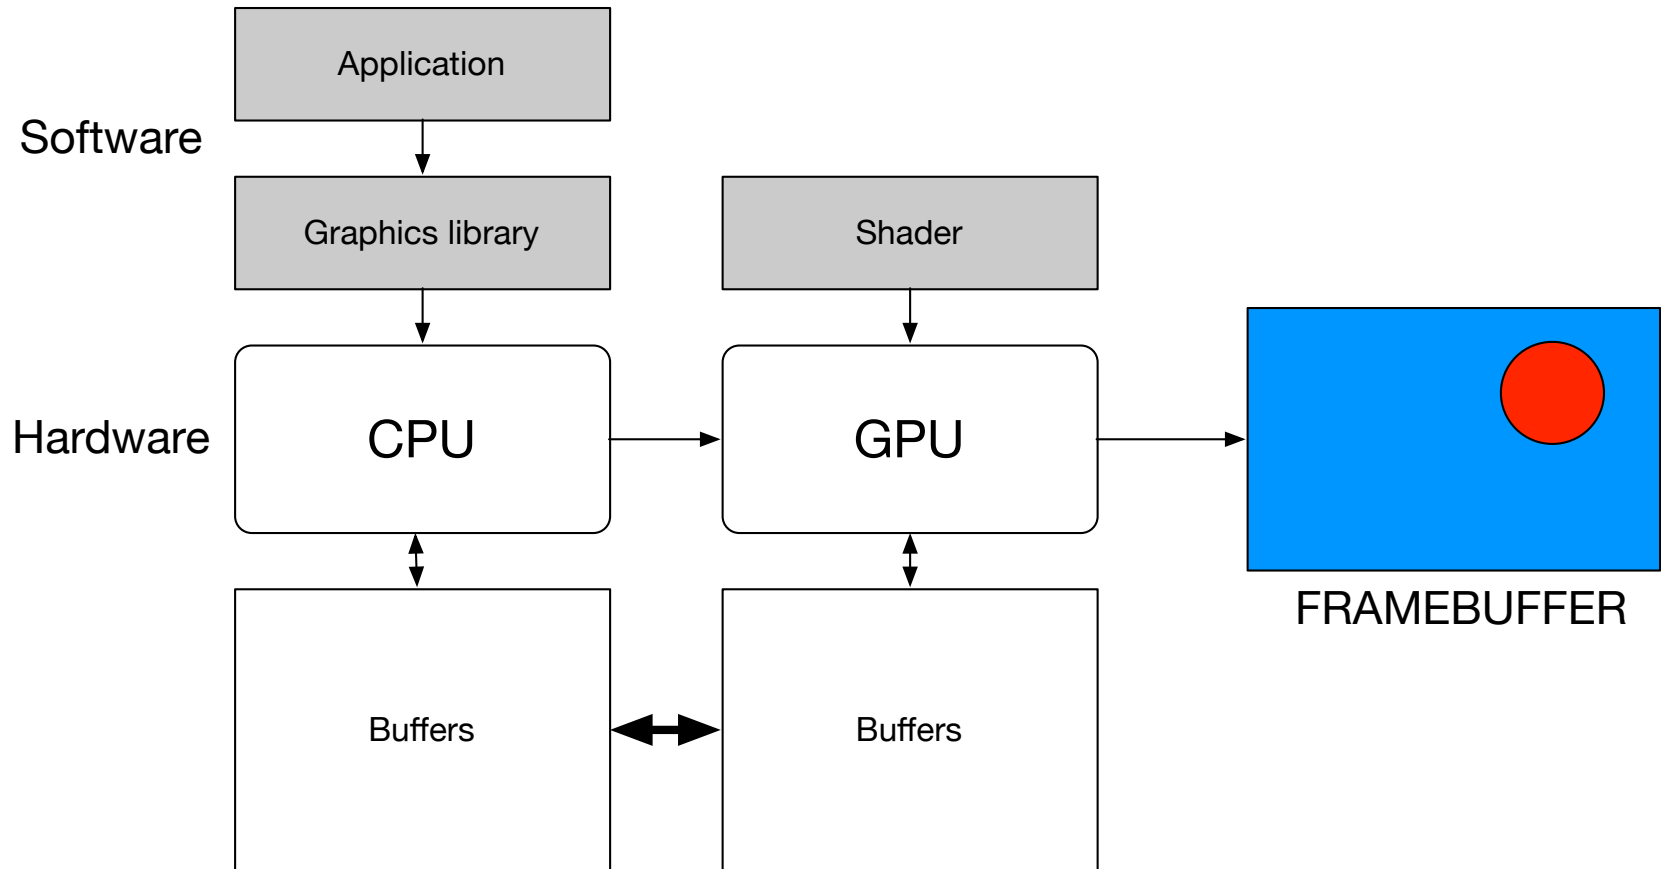 Application
Software
Graphics library
Shader
Hardware
CPU
GPU
FRAMEBUFFER
Buffers
Buffers